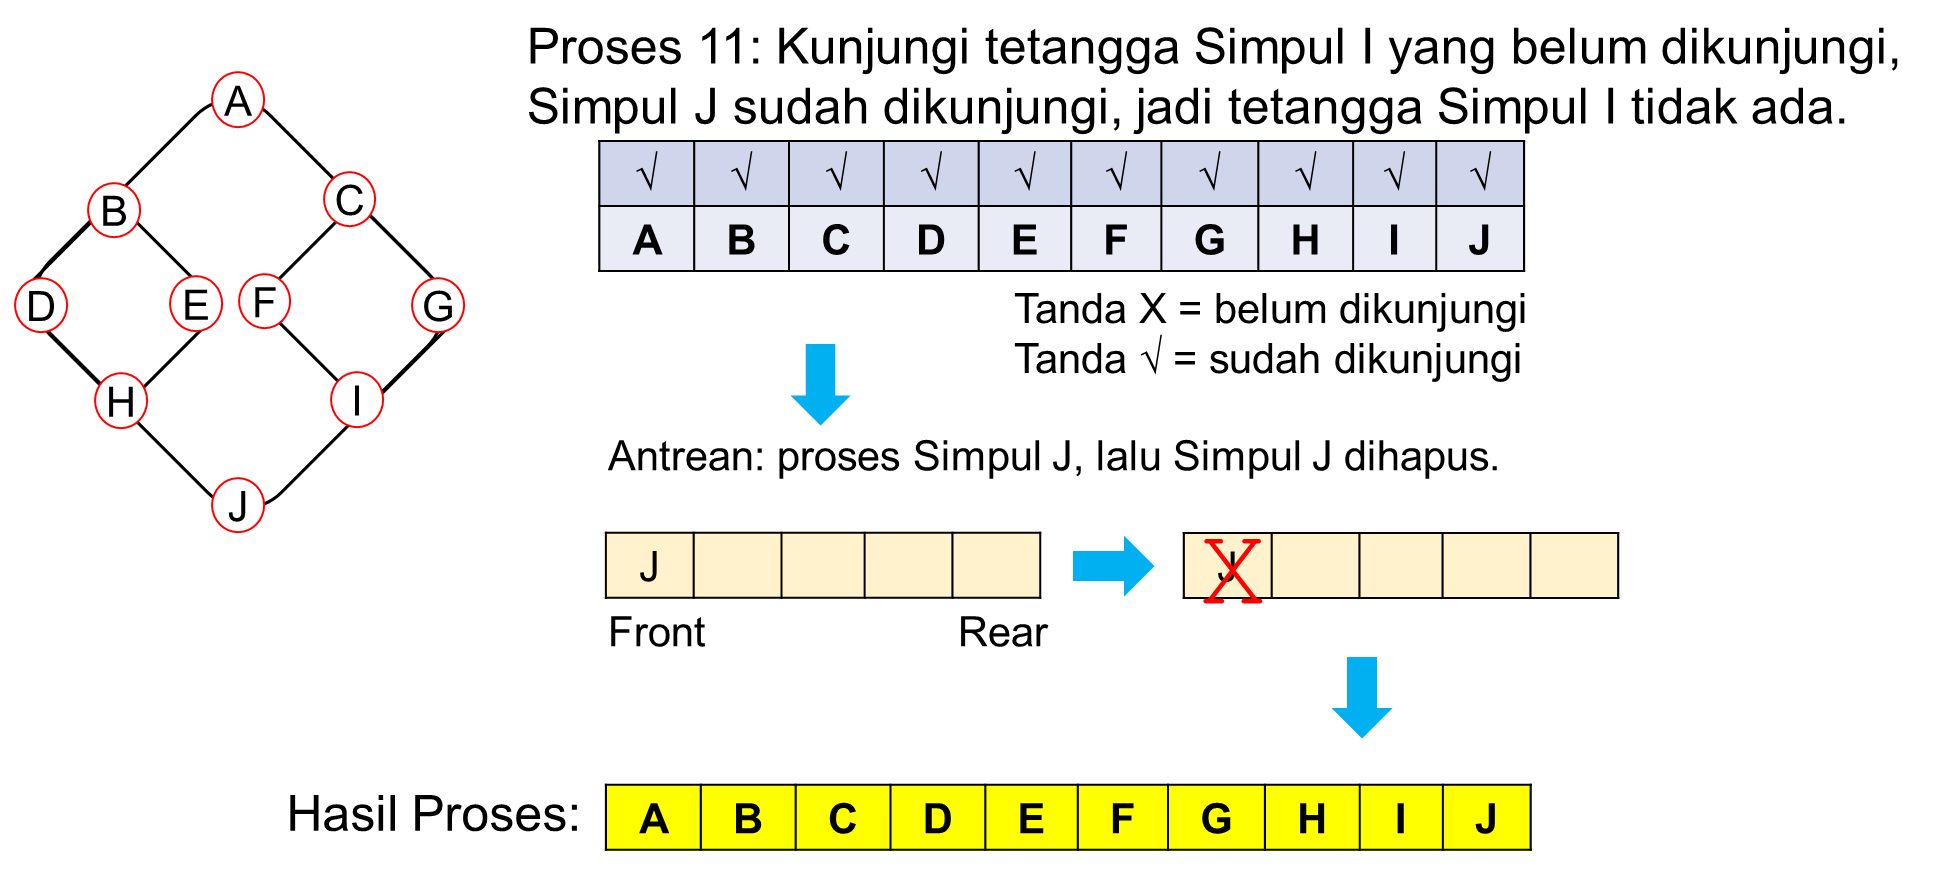 Proses 11: Kunjungi tetangga Simpul I yang belum dikunjungi,
Simpul J sudah dikunjungi, jadi tetangga Simpul I tidak ada.
A
B
C
D
E
F
G
H
I
J
√ √ √ √ √ √ √ √ √ √
A B C D E F G H I J
Tanda X = belum dikunjungi
Tanda √ = sudah dikunjungi
Antrean: proses Simpul J, lalu Simpul J dihapus.
J
J
X
Front Rear
Hasil Proses: A B C D E F G H I J